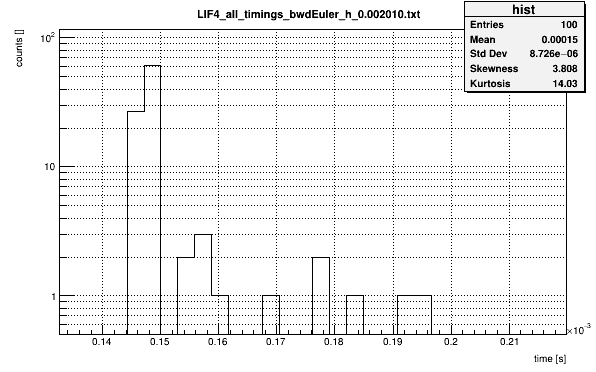 LIF4_all_timings_bwdEuler_h_0.002010.txt
hist
Entries 100
Mean 0.00015
Std Dev 8.726e−06
Skewness 3.808
Kurtosis 14.03
counts []
10²
10
1
0.14 0.15 0.16 0.17 0.18 0.19 0.2 0.21
×10⁻³
time [s]